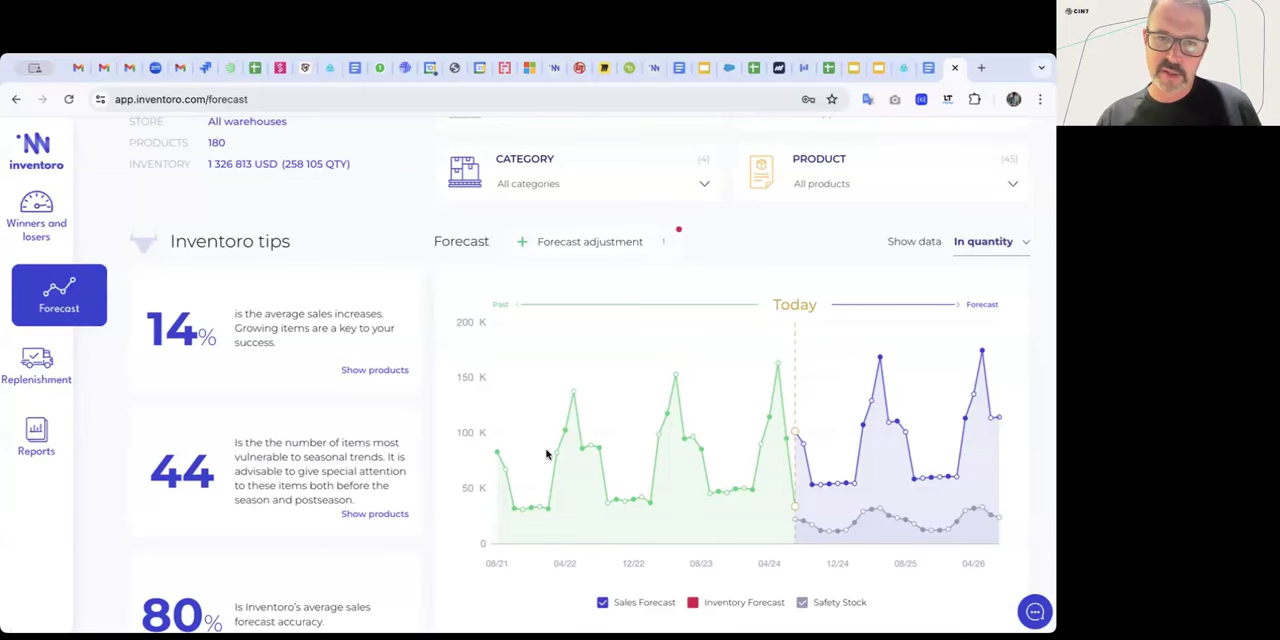 CIN7
app.inventoro.com/forecast
inventoro
Winners and
losers
Forecast
Replenishment
Reports
STORE All warehouses
PRODUCTS 180
INVENTORY 1 326 813 USD (258 105 QTY)
CATEGORY (4)
All categories
PRODUCT (45)
All products
Inventoro tips
14%
is the average sales increases.
Growing items are a key to your
success.
Show products
44
Is the the number of items most
vulnerable to seasonal trends. It is
advisable to give special attention
to these items both before the
season and postseason.
Show products
80%
Is Inventoro's average sales
forecast accuracy.
Forecast + Forecast adjustment 1
Show data In quantity
Past Today Forecast
200 K
150 K
100 K
50 K
0
08/21 04/22 12/22 08/23 04/24 12/24 08/25 04/26
Sales Forecast Inventory Forecast Safety Stock